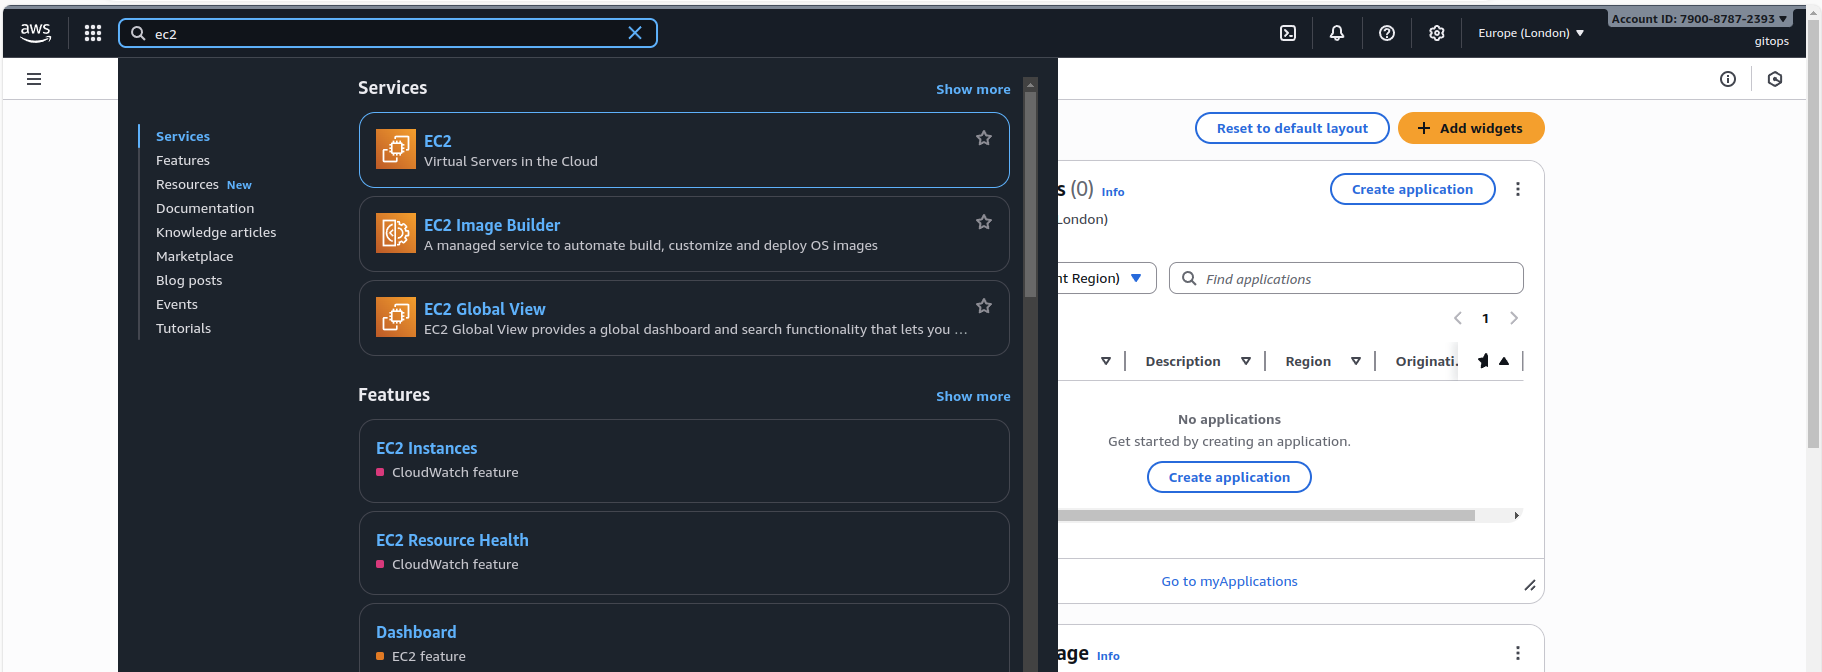 aws
ec2
Europe (London)
Account ID: 7900-8787-2393
gitops
Services
Features
Resources New
Documentation
Knowledge articles
Marketplace
Blog posts
Events
Tutorials
Services
Show more
EC2
Virtual Servers in the Cloud
EC2 Image Builder
A managed service to automate build, customize and deploy OS images
EC2 Global View
EC2 Global View provides a global dashboard and search functionality that lets you …
Features
Show more
EC2 Instances
CloudWatch feature
EC2 Resource Health
CloudWatch feature
Dashboard
EC2 feature
Reset to default layout
Add widgets
s (0) Info
London)
Create application
nt Region)
Find applications
1
Description
Region
Originati.
No applications
Get started by creating an application.
Create application
Go to myApplications
age Info